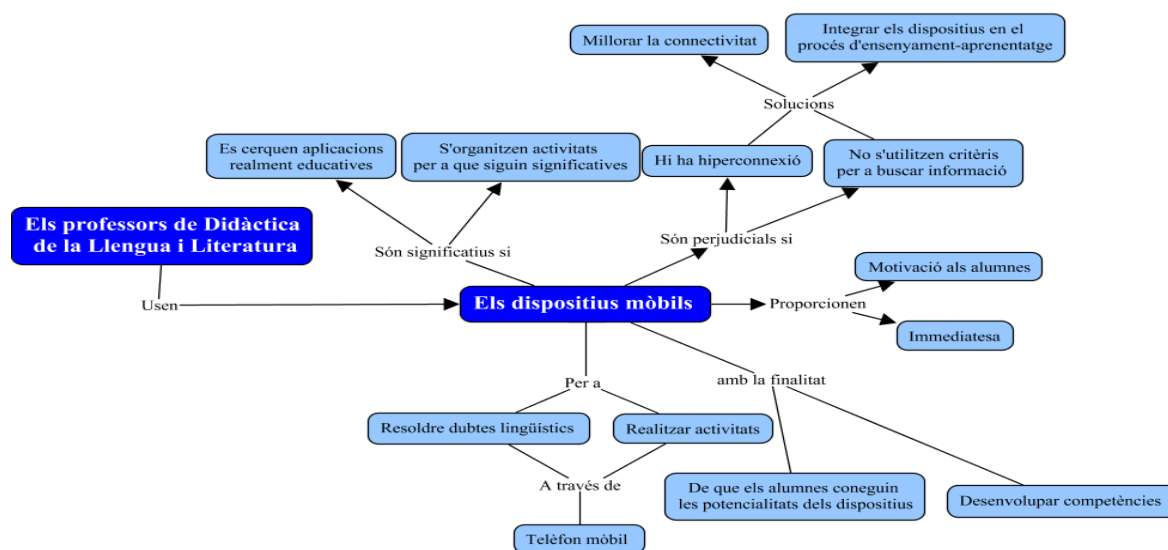 Millorar la connectivitat
Integrar els dispositius en el
procés d'ensenyament-aprenentatge
Solucions
Es cerquen aplicacions
realment educatives
S'organitzen activitats
per a que siguin significatives
Hi ha hiperconnexió
No s'utilitzen critèris
per a buscar informació
Els professors de Didàctica
de la Llengua i Literatura
Són significatius si
Són perjudicials si
Usen
Els dispositius mòbils
Proporcionen
Motivació als alumnes
Immediatesa
Per a
amb la finalitat
Resoldre dubtes lingüístics
Realitzar activitats
A través de
Telèfon mòbil
De que els alumnes coneguin
les potencialitats dels dispositius
Desenvolupar competències